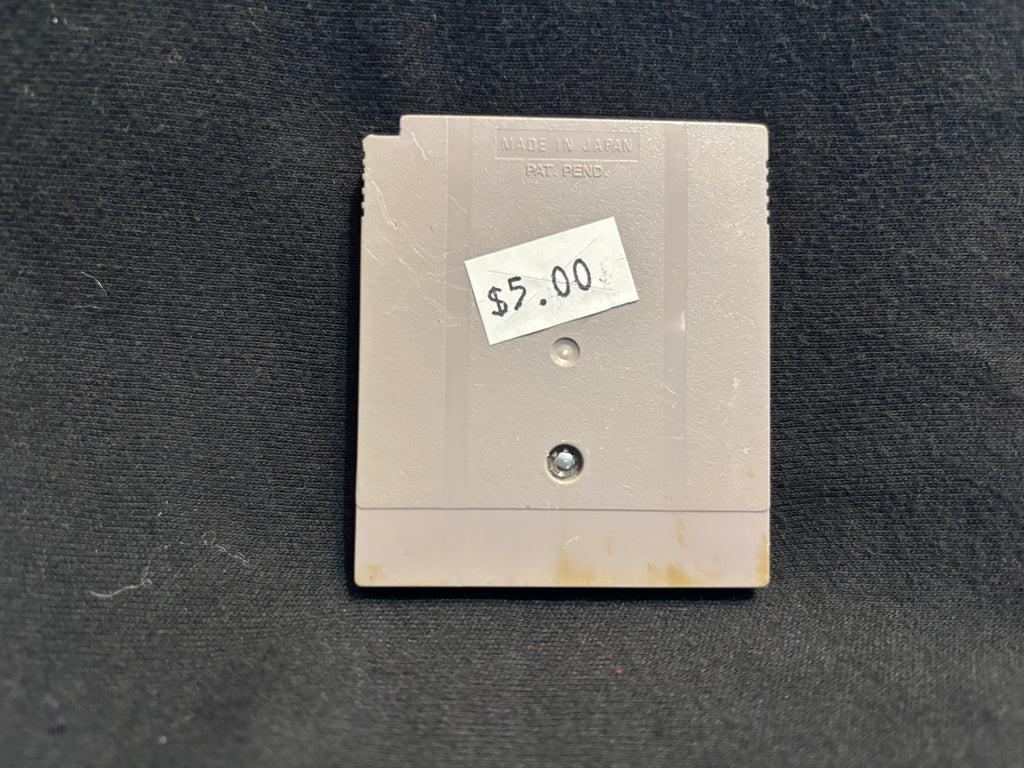 MADE IN JAPAN
PAT. PEND.
$5.00